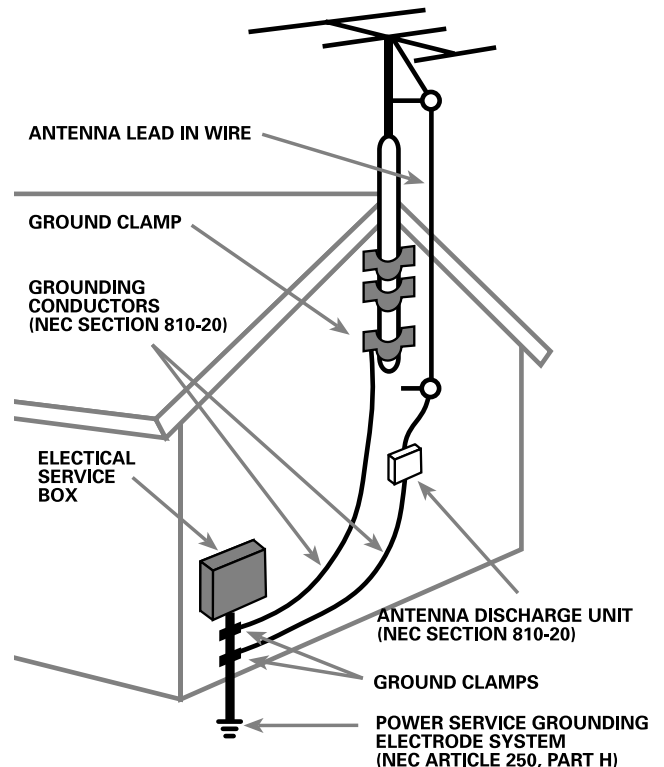 ANTENNA LEAD IN WIRE
GROUND CLAMP
GROUNDING
CONDUCTORS
(NEC SECTION 810-20)
ELECTICAL
SERVICE
BOX
ANTENNA DISCHARGE UNIT
(NEC SECTION 810-20)
GROUND CLAMPS
POWER SERVICE GROUNDING
ELECTRODE SYSTEM
(NEC ARTICLE 250, PART H)